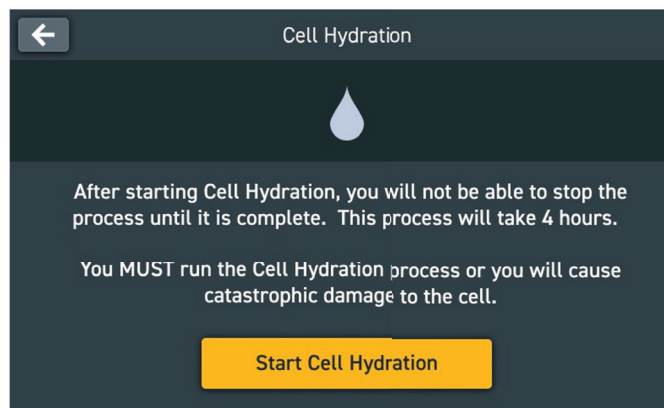 Cell Hydration
After starting Cell Hydration, you will not be able to stop the
process until it is complete. This process will take 4 hours.
You MUST run the Cell Hydration process or you will cause
catastrophic damage to the cell.
Start Cell Hydration